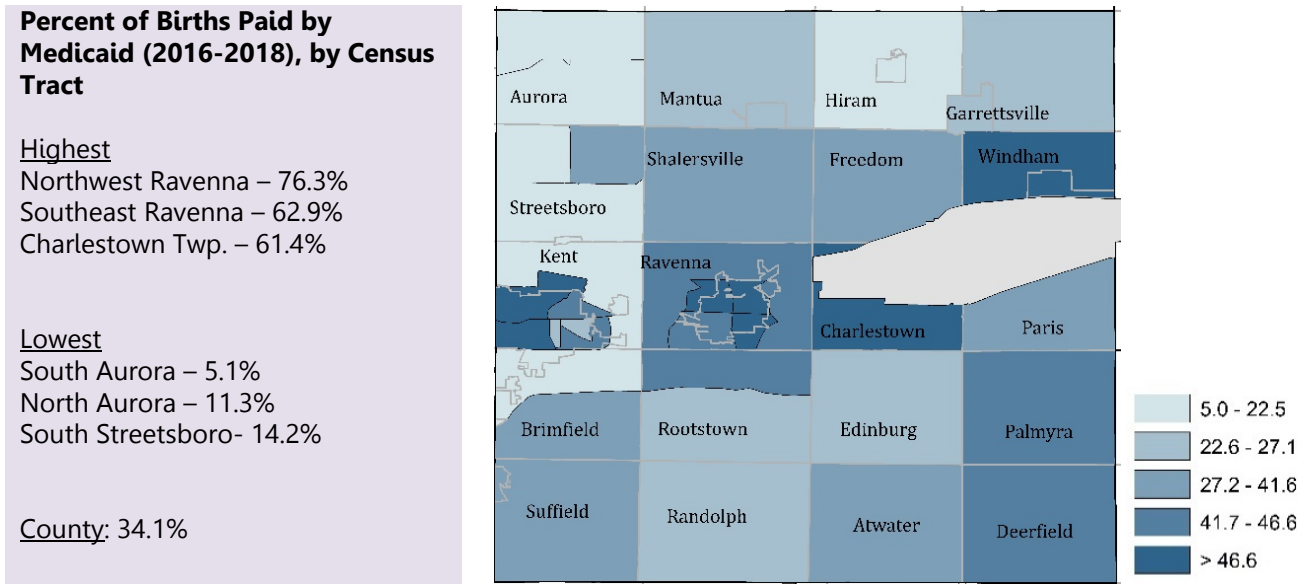 Percent of Births Paid by
Medicaid (2016-2018), by Census
Tract
Highest
Northwest Ravenna – 76.3%
Southeast Ravenna – 62.9%
Charlestown Twp. – 61.4%
Lowest
South Aurora – 5.1%
North Aurora – 11.3%
South Streetsboro- 14.2%
County: 34.1%
Aurora
Mantua
Hiram
Garrettsville
Shalersville
Freedom
Windham
Streetsboro
Kent
Ravenna
Charlestown
Paris
Brimfield
Rootstown
Edinburg
Palmyra
Suffield
Randolph
Atwater
Deerfield
5.0 - 22.5
22.6 - 27.1
27.2 - 41.6
41.7 - 46.6
> 46.6